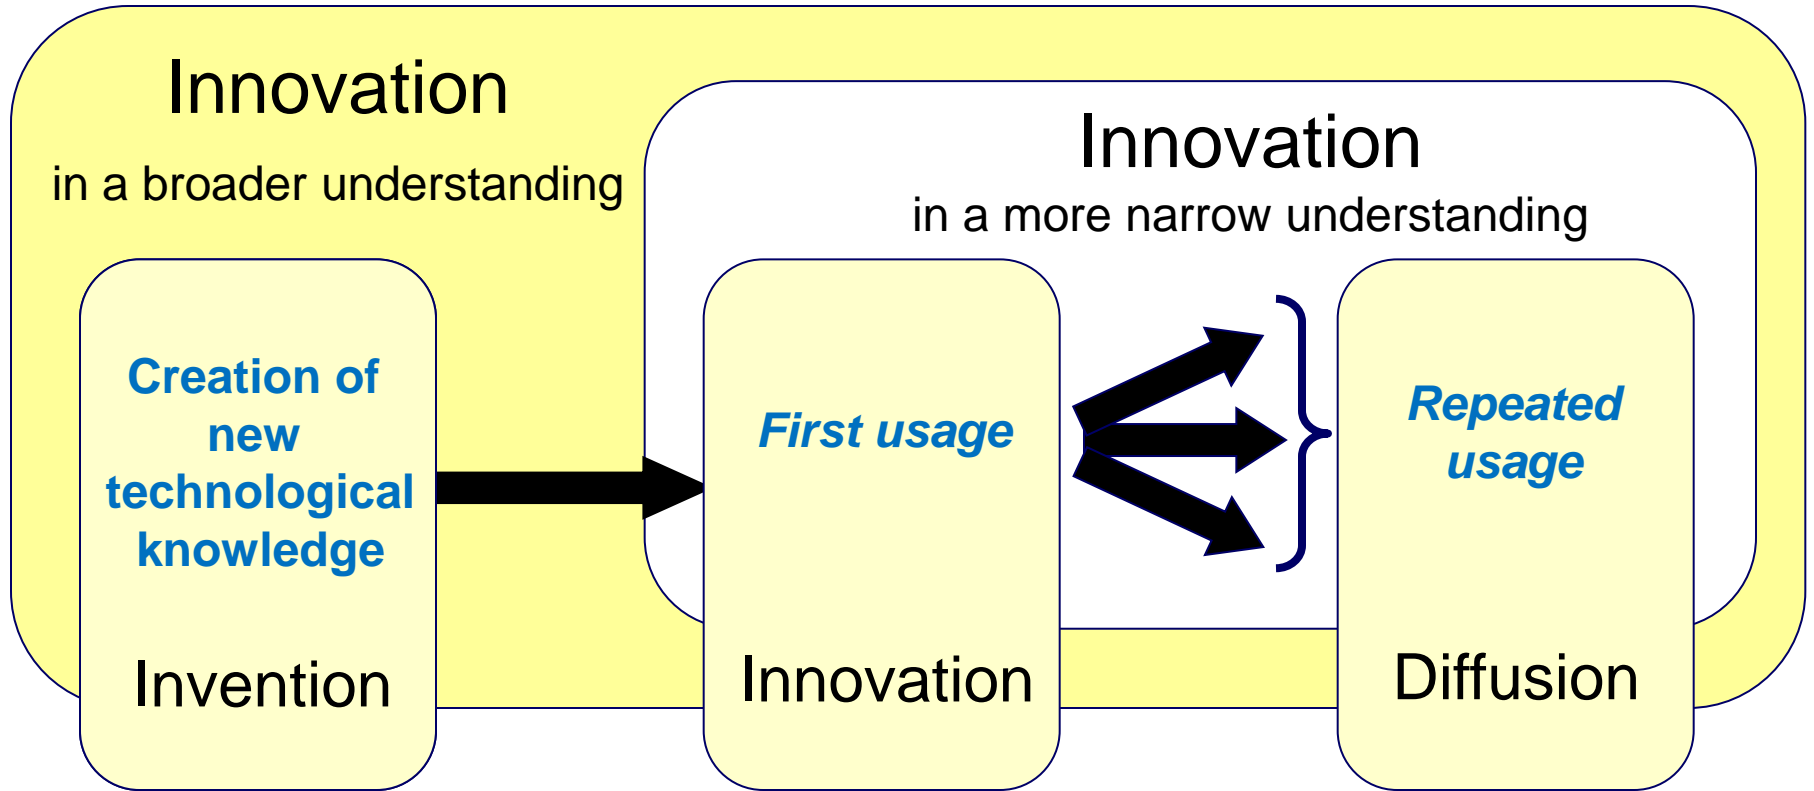 Innovation
in a broader understanding
Innovation
in a more narrow understanding
Creation of
new
technological
knowledge
Invention
First usage
Innovation
Repeated
usage
Diffusion